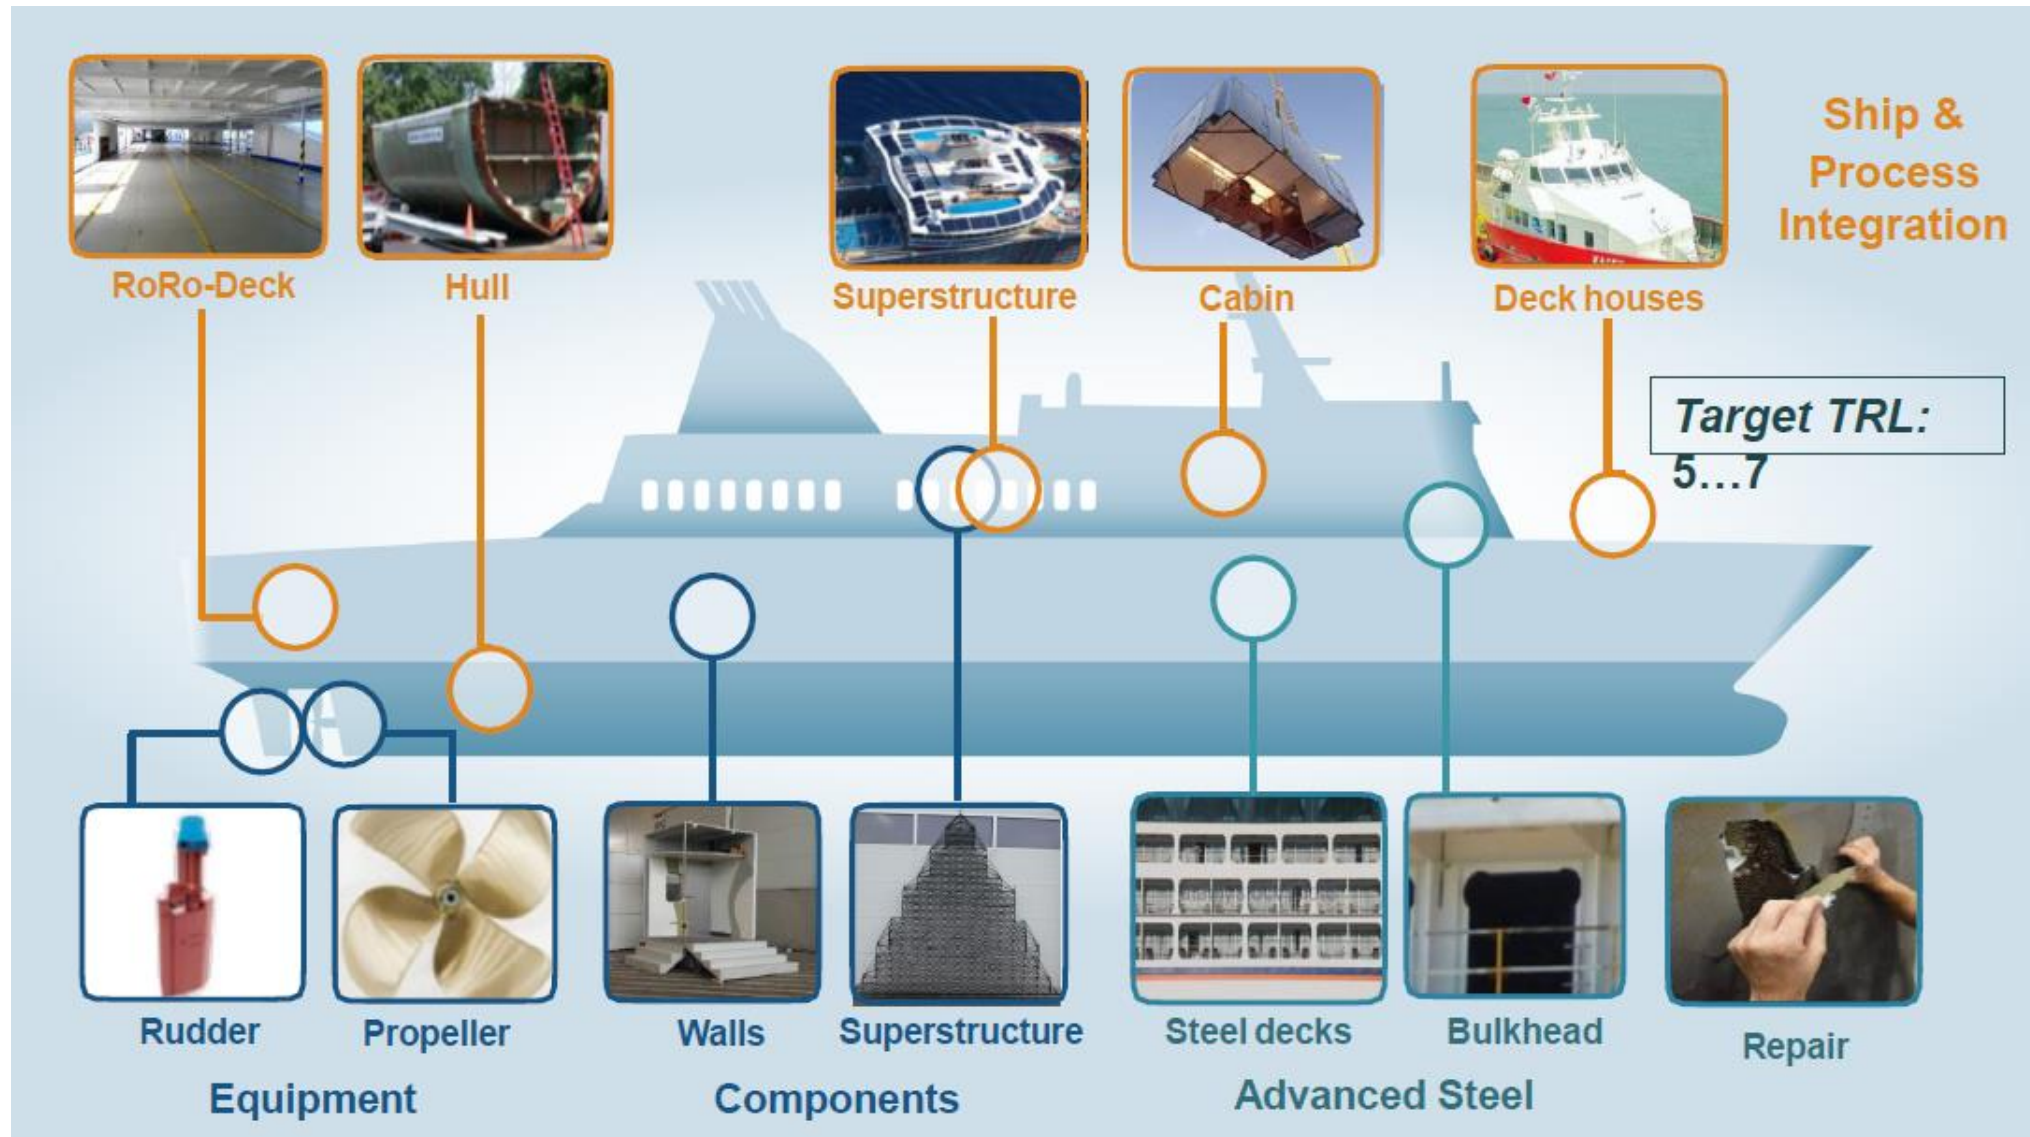 RoRo-Deck
Hull
Superstructure
Cabin
Deck houses
Ship &
Process
Integration
Target TRL:
5...7
Rudder
Propeller
Walls
Superstructure
Steel decks
Bulkhead
Repair
Equipment
Components
Advanced Steel